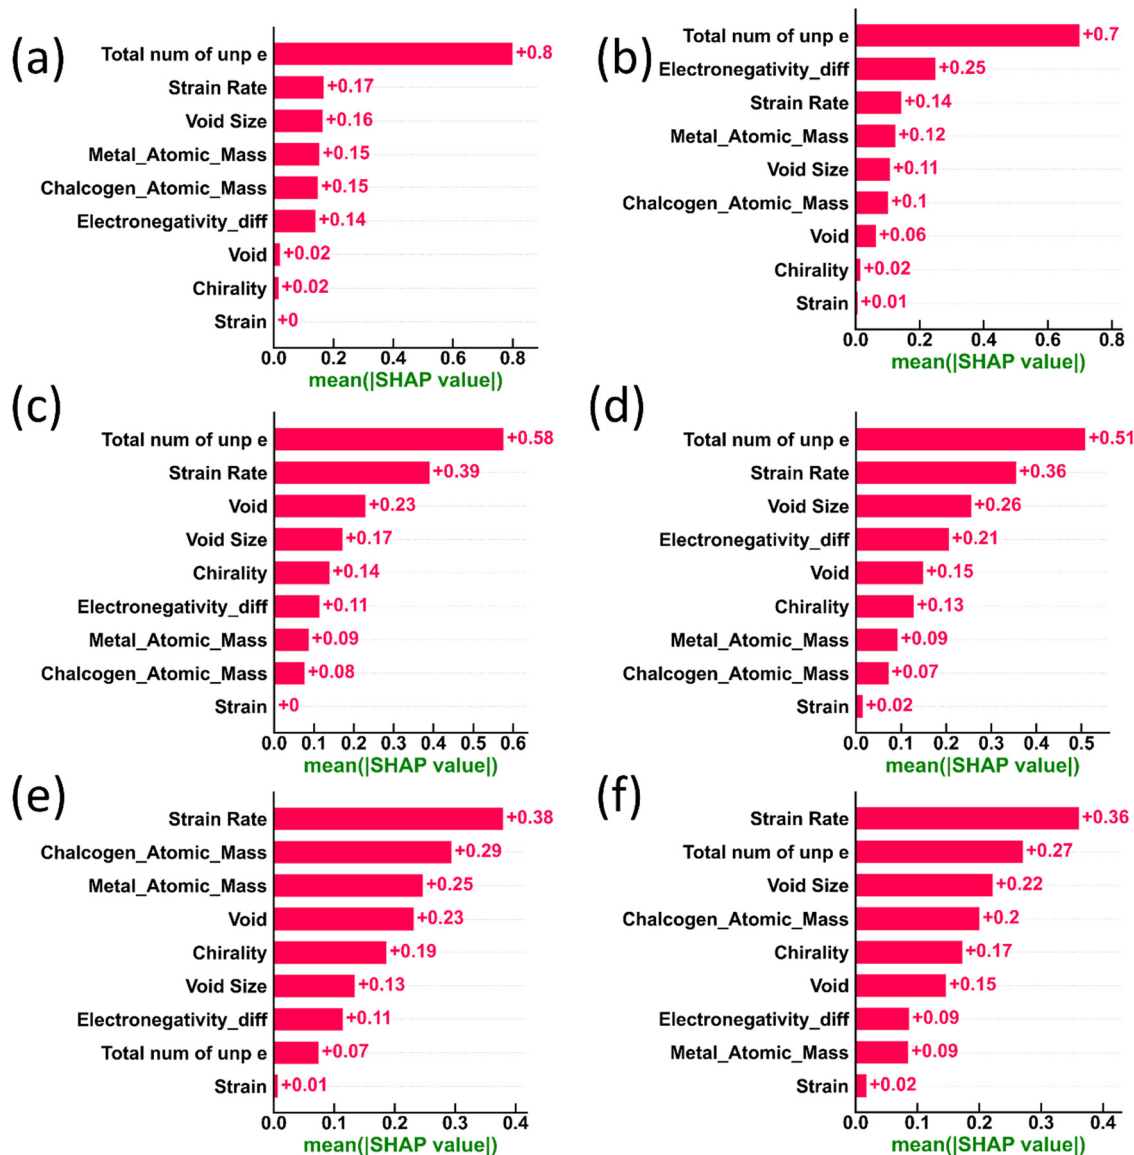 (a)
Total num of unp e +0.8
Strain Rate +0.17
Void Size +0.16
Metal_Atomic_Mass +0.15
Chalcogen_Atomic_Mass +0.15
Electronegativity_diff +0.14
Void +0.02
Chirality +0.02
Strain +0
0.0 0.2 0.4 0.6 0.8
mean(|SHAP value|)
(b)
Total num of unp e +0.7
Electronegativity_diff +0.25
Strain Rate +0.14
Metal_Atomic_Mass +0.12
Void Size +0.11
Chalcogen_Atomic_Mass +0.1
Void +0.06
Chirality +0.02
Strain +0.01
0.0 0.2 0.4 0.6 0.8
mean(|SHAP value|)
(c)
Total num of unp e +0.58
Strain Rate +0.39
Void +0.23
Void Size +0.17
Chirality +0.14
Electronegativity_diff +0.11
Metal_Atomic_Mass +0.09
Chalcogen_Atomic_Mass +0.08
Strain +0
0.0 0.1 0.2 0.3 0.4 0.5 0.6
mean(|SHAP value|)
(d)
Total num of unp e +0.51
Strain Rate +0.36
Void Size +0.26
Electronegativity_diff +0.21
Void +0.15
Chirality +0.13
Metal_Atomic_Mass +0.09
Chalcogen_Atomic_Mass +0.07
Strain +0.02
0.0 0.1 0.2 0.3 0.4 0.5
mean(|SHAP value|)
(e)
Strain Rate +0.38
Chalcogen_Atomic_Mass +0.29
Metal_Atomic_Mass +0.25
Void +0.23
Chirality +0.19
Void Size +0.13
Electronegativity_diff +0.11
Total num of unp e +0.07
Strain +0.01
0.0 0.1 0.2 0.3 0.4
mean(|SHAP value|)
(f)
Strain Rate +0.36
Total num of unp e +0.27
Void Size +0.22
Chalcogen_Atomic_Mass +0.2
Chirality +0.17
Void +0.15
Electronegativity_diff +0.09
Metal_Atomic_Mass +0.09
Strain +0.02
0.0 0.1 0.2 0.3 0.4
mean(|SHAP value|)